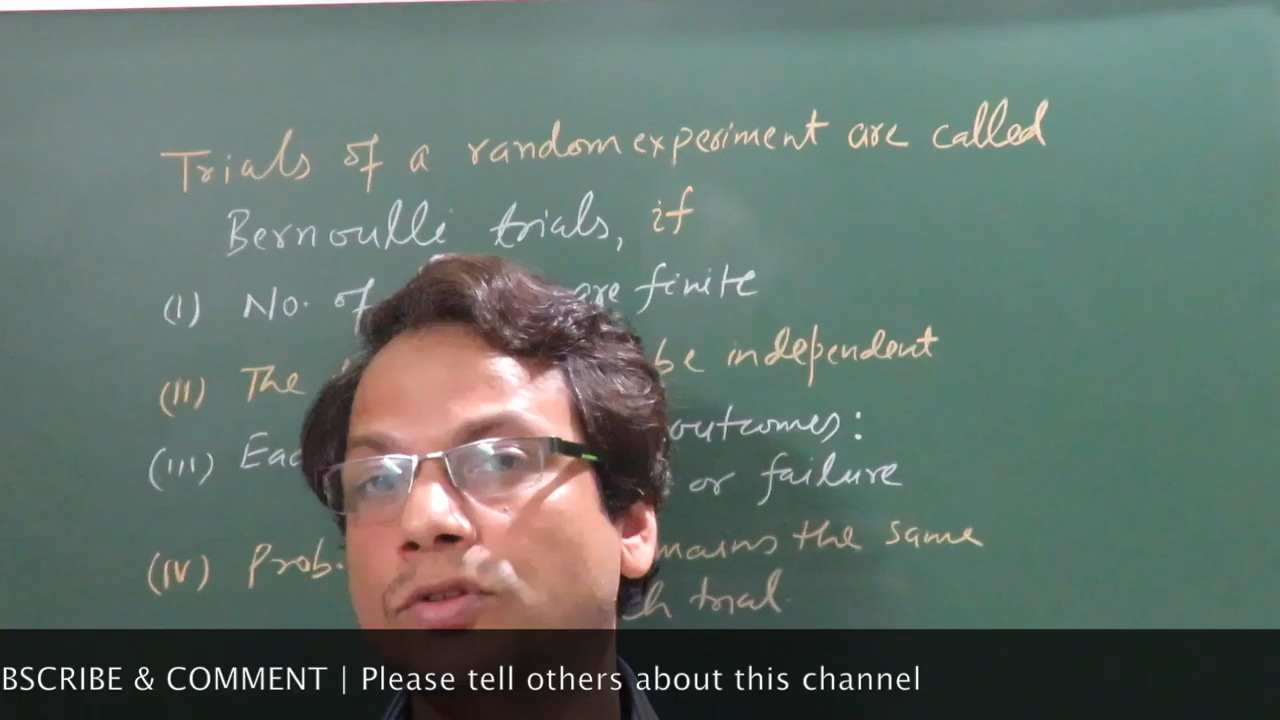 Trials of a random experiment are called
Bernoulli trials, if
(I) No. of are finite
(II) The be independent
(III) Eac outcomes:
or failure
(IV) Prob. mains the same
h trial.
BSCRIBE & COMMENT | Please tell others about this channel